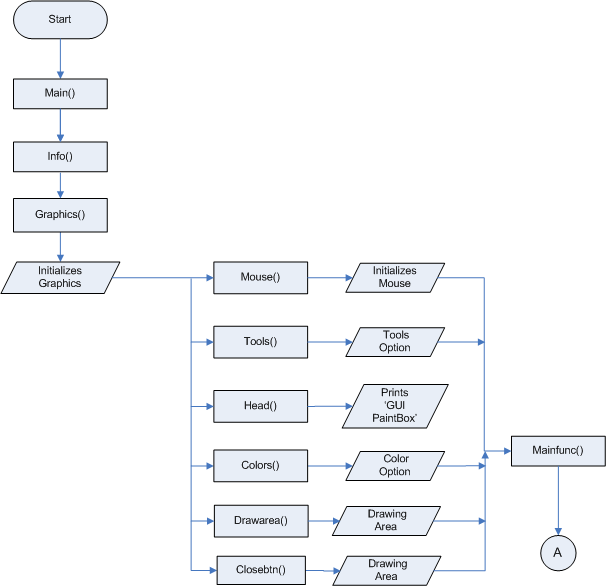 Start
Main()
Info()
Graphics()
Initializes
Graphics
Mouse()
Initializes
Mouse
Tools()
Tools
Option
Head()
Prints
‘GUI
PaintBox’
Colors()
Color
Option
Mainfunc()
Drawarea()
Drawing
Area
Closebtn()
Drawing
Area
A